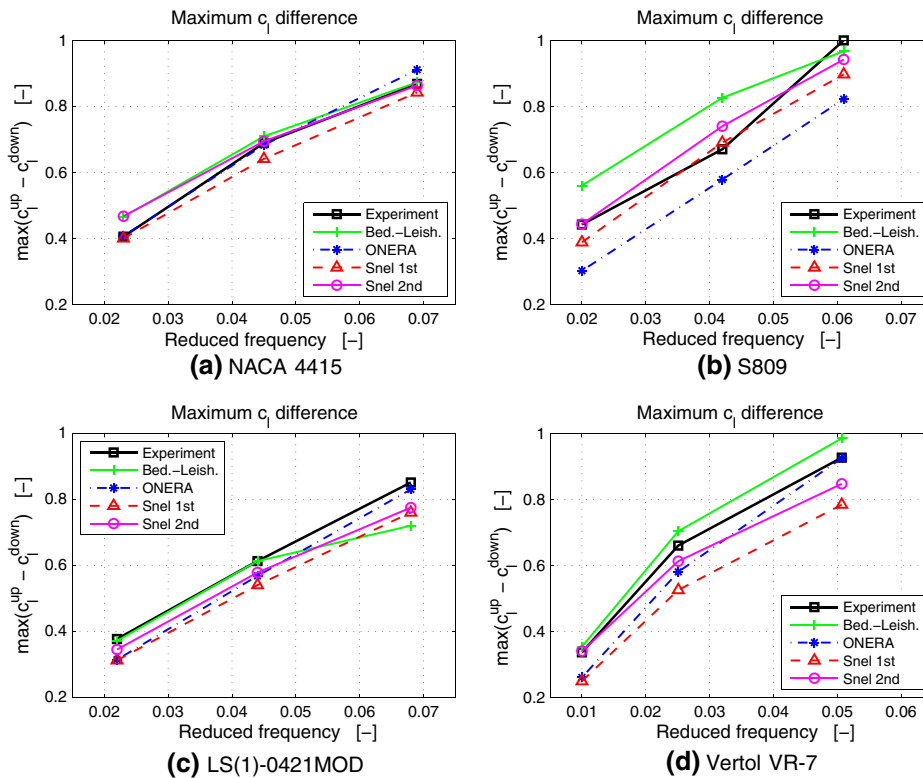 Maximum c_l difference
max(c_l^up − c_l^down) [−]
1
0.8
0.6
0.4
0.2
Experiment
Bed.−Leish.
ONERA
Snel 1st
Snel 2nd
0.02 0.03 0.04 0.05 0.06 0.07
Reduced frequency [−]
(a) NACA 4415
Maximum c_l difference
max(c_l^up − c_l^down) [−]
1
0.8
0.6
0.4
0.2
Experiment
Bed.−Leish.
ONERA
Snel 1st
Snel 2nd
0.02 0.03 0.04 0.05 0.06 0.07
Reduced frequency [−]
(b) S809
Maximum c_l difference
max(c_l^up − c_l^down) [−]
1
0.8
0.6
0.4
0.2
Experiment
Bed.−Leish.
ONERA
Snel 1st
Snel 2nd
0.02 0.03 0.04 0.05 0.06 0.07
Reduced frequency [−]
(c) LS(1)-0421MOD
Maximum c_l difference
max(c_l^up − c_l^down) [−]
1
0.8
0.6
0.4
0.2
Experiment
Bed.−Leish.
ONERA
Snel 1st
Snel 2nd
0.01 0.02 0.03 0.04 0.05 0.06
Reduced frequency [−]
(d) Vertol VR-7